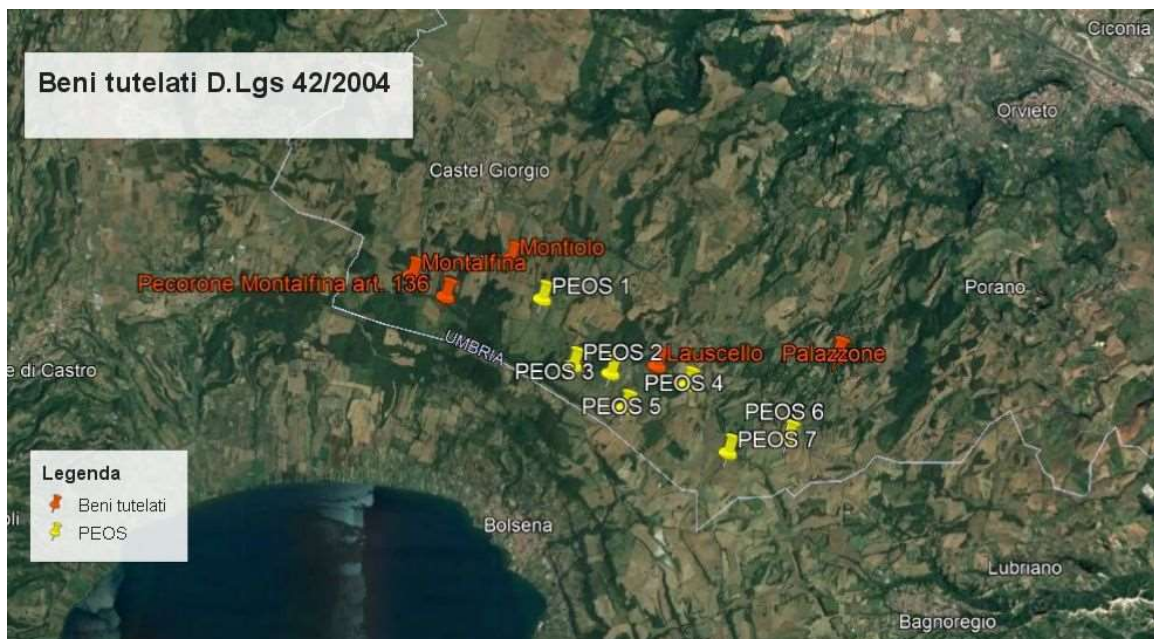 Ciconia
Beni tutelati D.Lgs 42/2004
Orvieto
Castel Giorgio
Montiolo
Montalfina
Pecorone Montalfina art. 136
PEOS 1
Porano
UMBRIA
PEOS 2
Lauscello
Palazzone
PEOS 3
e di Castro
PEOS 4
PEOS 5
PEOS 6
PEOS 7
Legenda
Beni tutelati
PEOS
oli
Bolsena
Lubriano
Bagnoregio